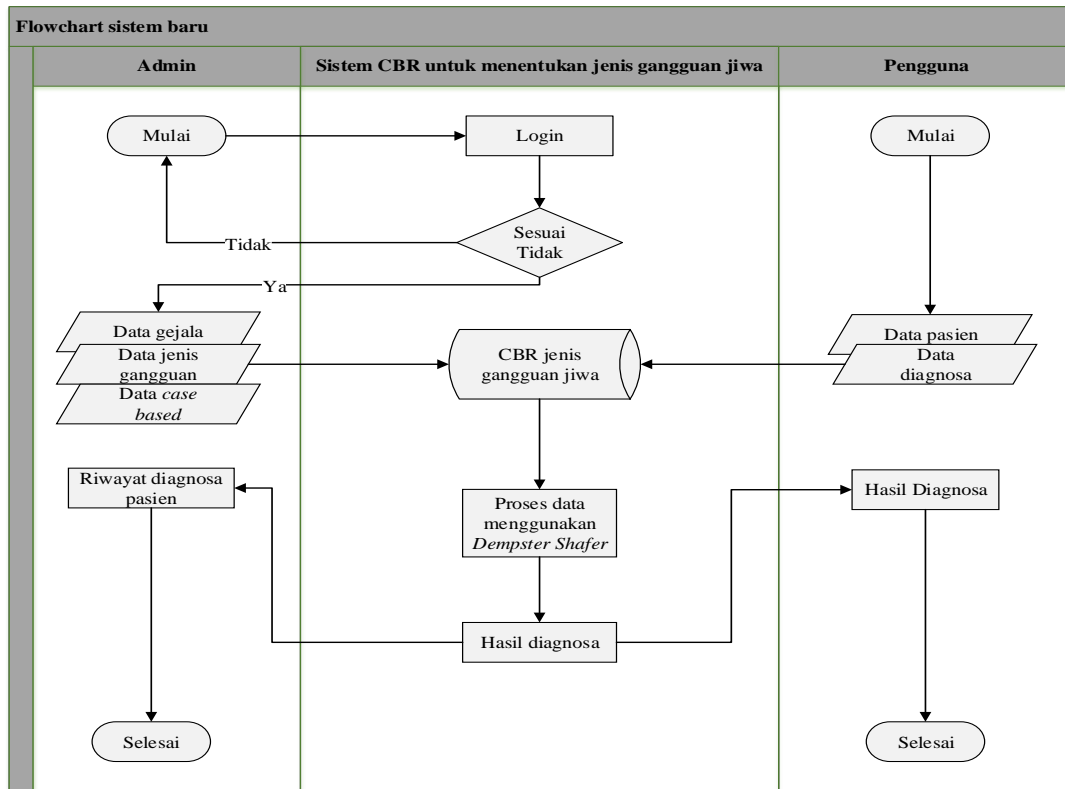 Flowchart sistem baru
Admin
Sistem CBR untuk menentukan jenis gangguan jiwa
Pengguna
Mulai
Login
Mulai
Sesuai
Tidak
Tidak
Ya
Data gejala
Data jenis
gangguan
Data case
based
CBR jenis
gangguan jiwa
Data pasien
Data
diagnosa
Riwayat diagnosa
pasien
Proses data
menggunakan
Dempster Shafer
Hasil Diagnosa
Hasil diagnosa
Selesai
Selesai